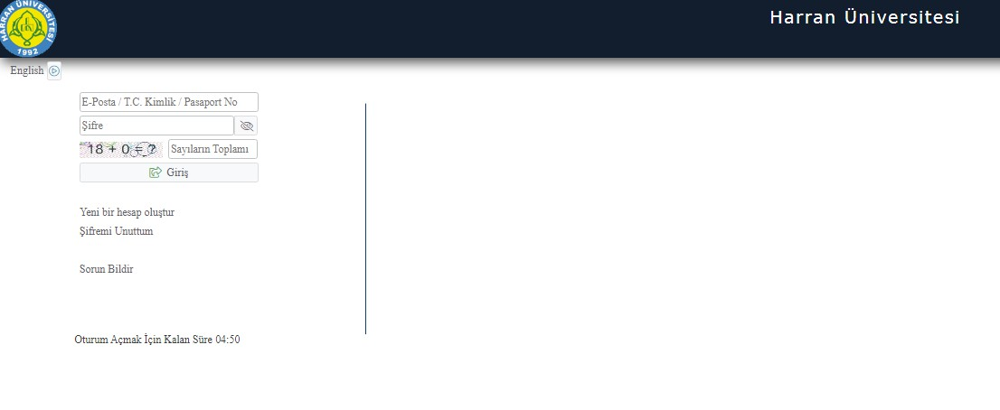 HARRAN ÜNİVERSİTESİ
1992
Harran Üniversitesi
English
E-Posta / T.C. Kimlik / Pasaport No
Şifre
18 + 0 = ? Sayıların Toplamı
Giriş
Yeni bir hesap oluştur
Şifremi Unuttum
Sorun Bildir
Oturum Açmak İçin Kalan Süre 04:50